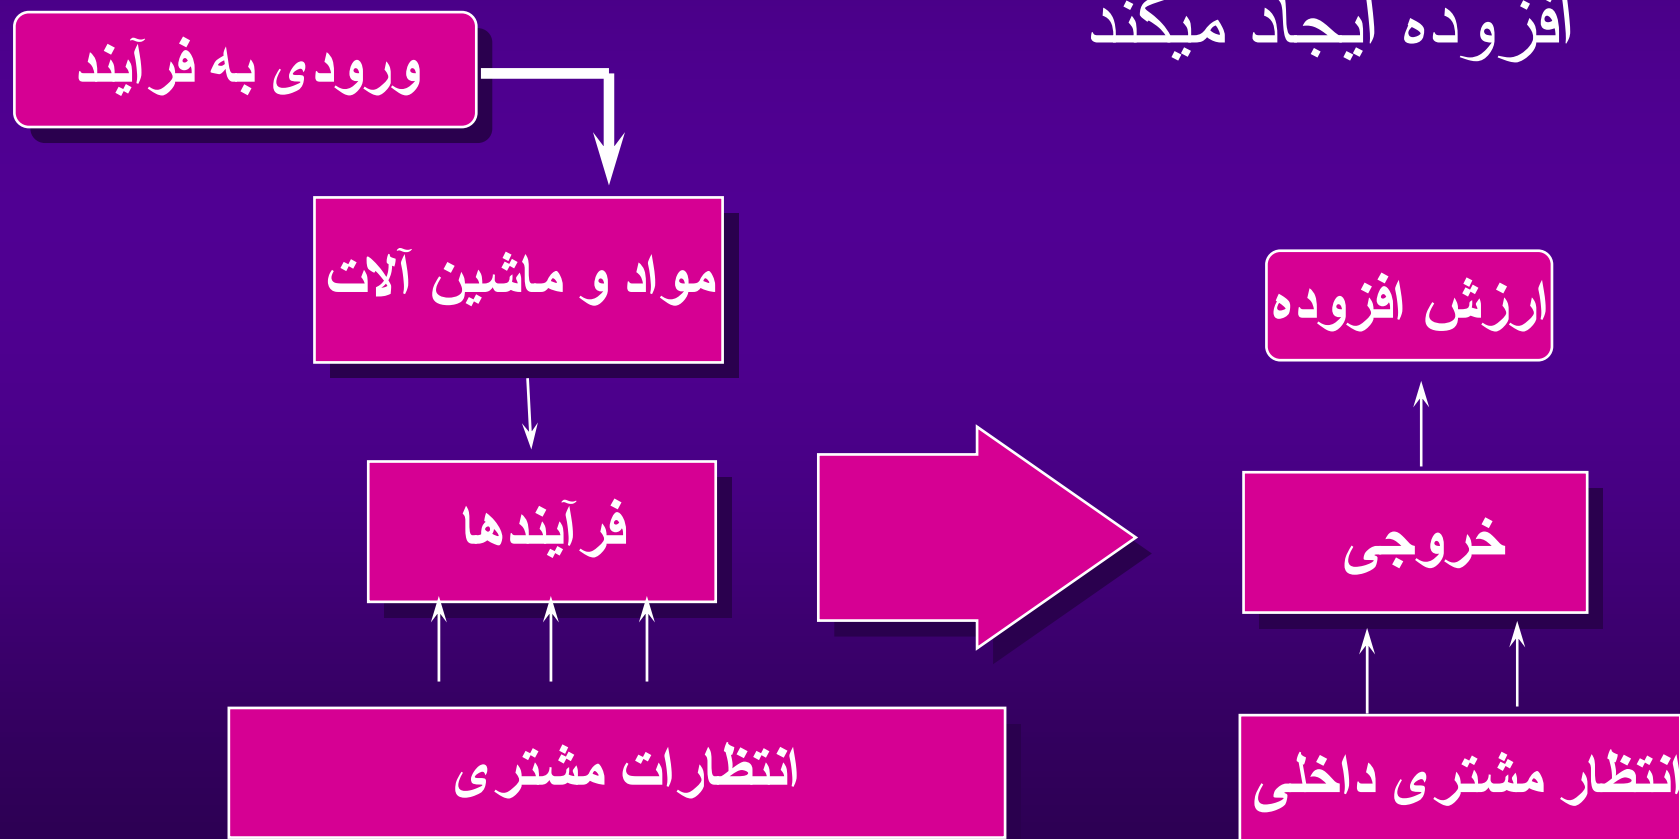 افزوده ایجاد میکند
ورودی به فرآیند
مواد و ماشین آلات
ارزش افزوده
فرآیندها
خروجی
انتظارات مشتری
انتظار مشتری داخلی